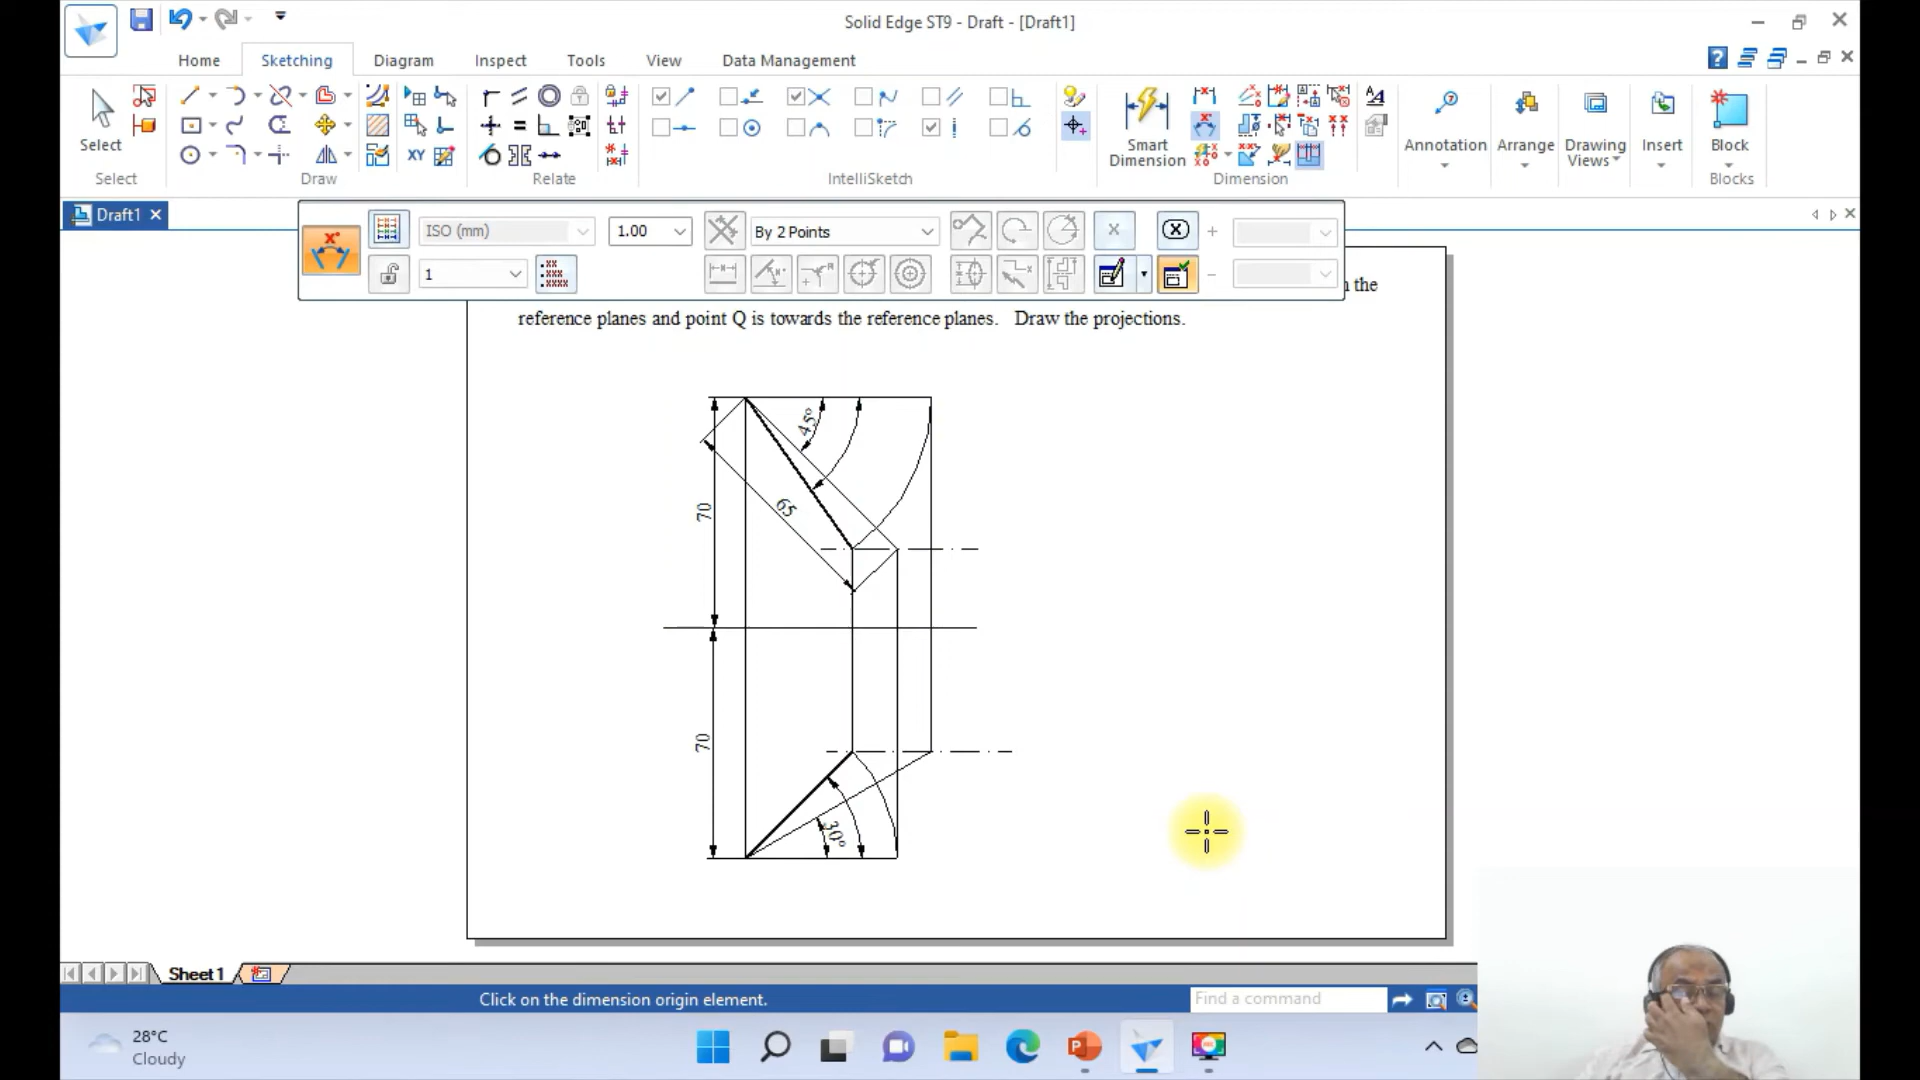 Solid Edge ST9 - Draft - [Draft1]
Home
Sketching
Diagram
Inspect
Tools
View
Data Management
Select
Smart
Dimension
Annotation
Arrange
Drawing
Views
Insert
Block
Select
Draw
Relate
IntelliSketch
Dimension
Blocks
XY
Draft1
ISO (mm)
1.00
By 2 Points
1
the
reference planes and point Q is towards the reference planes. Draw the projections.
45°
65
70
70
30°
Sheet1
Click on the dimension origin element.
Find a command
28°C
Cloudy